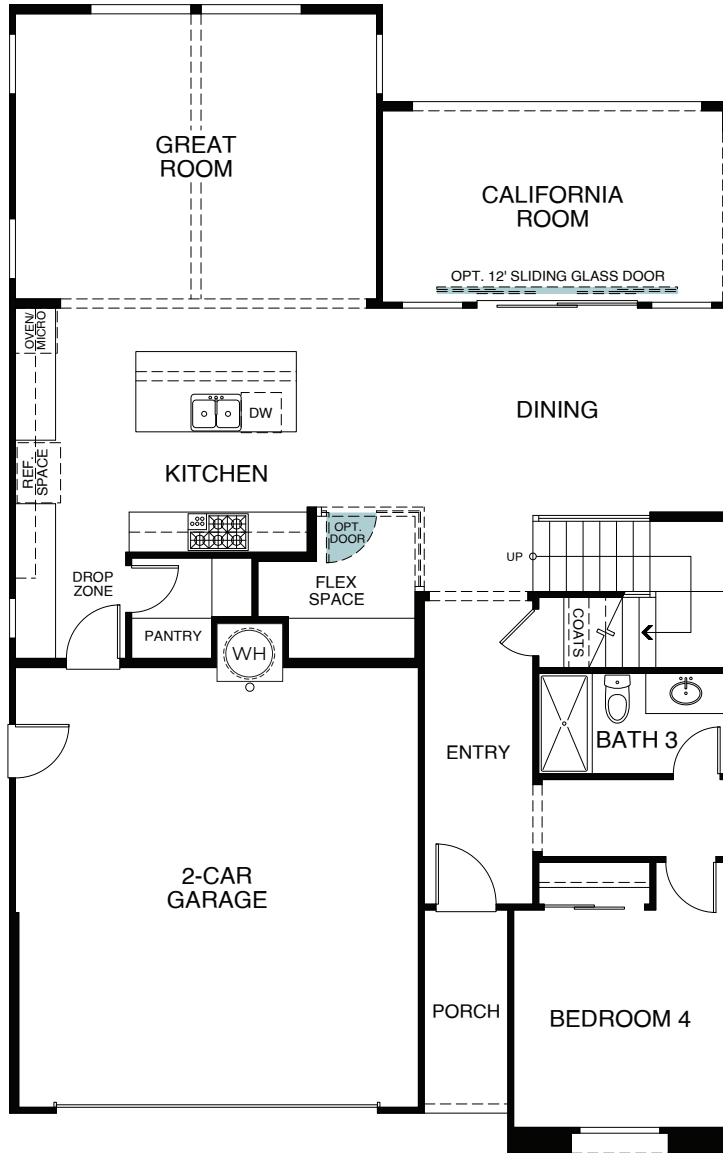 GREAT
ROOM
CALIFORNIA
ROOM
OPT. 12' SLIDING GLASS DOOR
OVEN/
MICRO
DW
DINING
REF.
SPACE
KITCHEN
OPT.
DOOR
UP
DROP
ZONE
FLEX
SPACE
PANTRY
COATS
WH
BATH 3
ENTRY
2-CAR
GARAGE
PORCH
BEDROOM 4